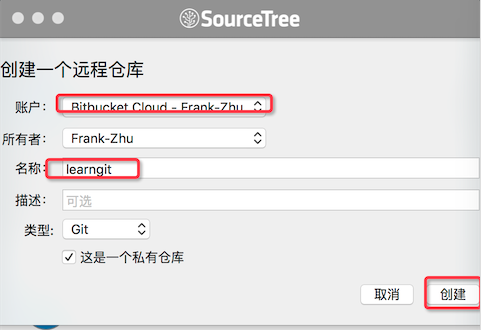 SourceTree
创建一个远程仓库
账户： Bitbucket Cloud - Frank-Zhu
所有者： Frank-Zhu
名称： learngit
描述： 可选
类型： Git
这是一个私有仓库
取消 创建